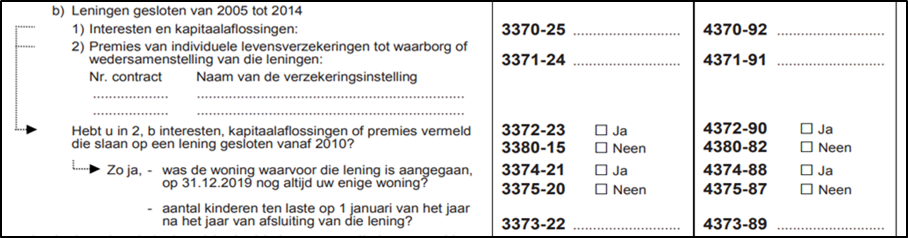 b) Leningen gesloten van 2005 tot 2014
1) Interesten en kapitaalaflossingen: 3370-25 .......................... 4370-92 ..........................
2) Premies van individuele levensverzekeringen tot waarborg of
wedersamenstelling van die leningen: 3371-24 .......................... 4371-91 ..........................
Nr. contract Naam van de verzekeringsinstelling
................... ....................................................................
................... ....................................................................
Hebt u in 2, b interesten, kapitaalaflossingen of premies vermeld 3372-23 ☐ Ja 4372-90 ☐ Ja
die slaan op een lening gesloten vanaf 2010? 3380-15 ☐ Neen 4380-82 ☐ Neen
Zo ja, - was de woning waarvoor die lening is aangegaan, 3374-21 ☐ Ja 4374-88 ☐ Ja
op 31.12.2019 nog altijd uw enige woning? 3375-20 ☐ Neen 4375-87 ☐ Neen
- aantal kinderen ten laste op 1 januari van het jaar
na het jaar van afsluiting van die lening? 3373-22 .......................... 4373-89 ..........................